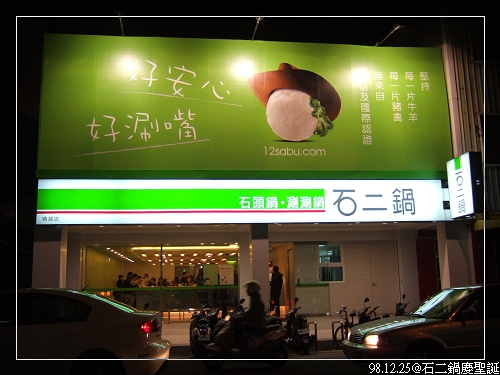 好安心
好涮嘴
堅持
每一片牛羊
每一片豬禽
皆來自
國際認證
12sabu.com
石頭鍋·涮涮鍋
石二鍋
石二鍋
98.12.25@石二鍋慶聖誕